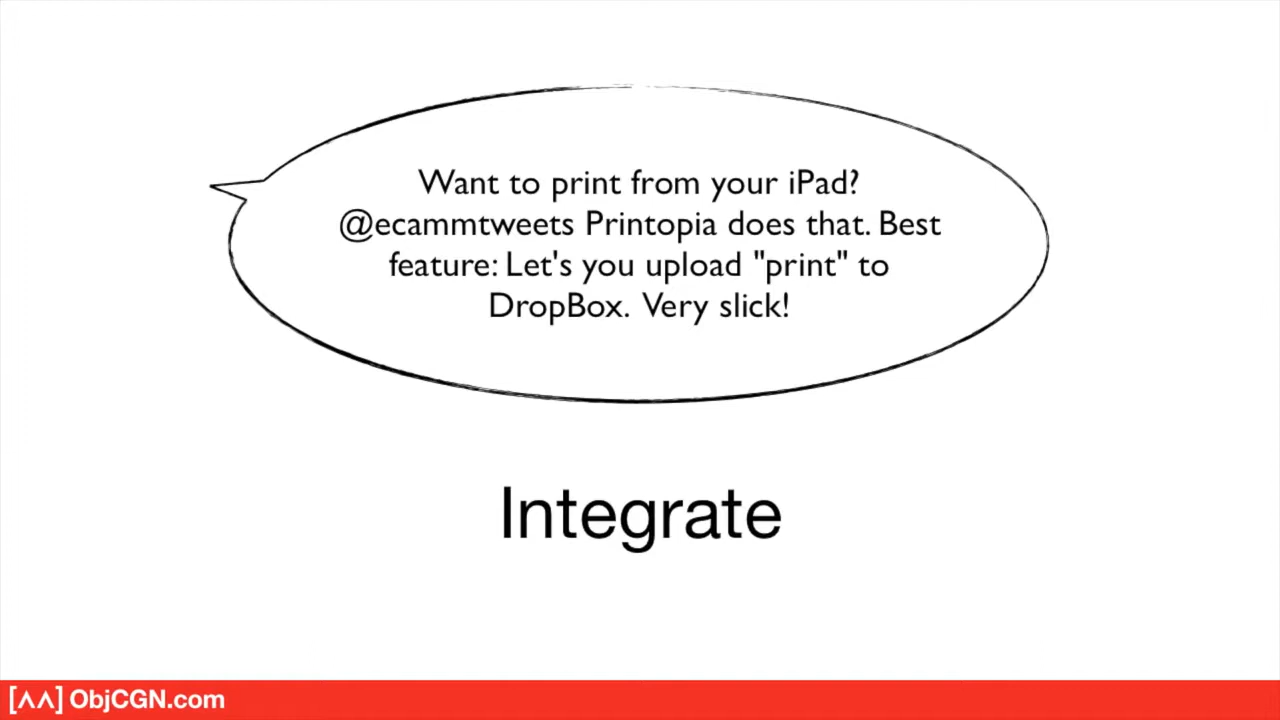 Want to print from your iPad?
@ecammtweets Printopia does that. Best
feature: Let's you upload "print" to
DropBox. Very slick!
Integrate
[ʌʌ] ObjCGN.com